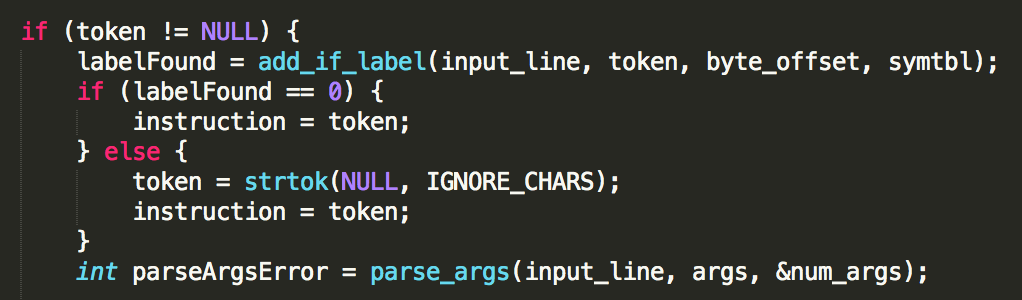 if (token != NULL) {
    labelFound = add_if_label(input_line, token, byte_offset, symtbl);
    if (labelFound == 0) {
        instruction = token;
    } else {
        token = strtok(NULL, IGNORE_CHARS);
        instruction = token;
    }
    int parseArgsError = parse_args(input_line, args, &num_args);